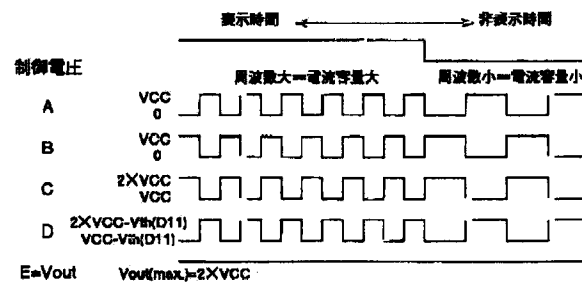 表示時間 非表示時間
制御電圧
周波数大＝電流容量大 周波数小＝電流容量小
A VCC
0
B VCC
0
C 2×VCC
VCC
D 2×VCC-Vth(D11)
VCC-Vth(D11)
E=Vout Vout(max.)=2×VCC